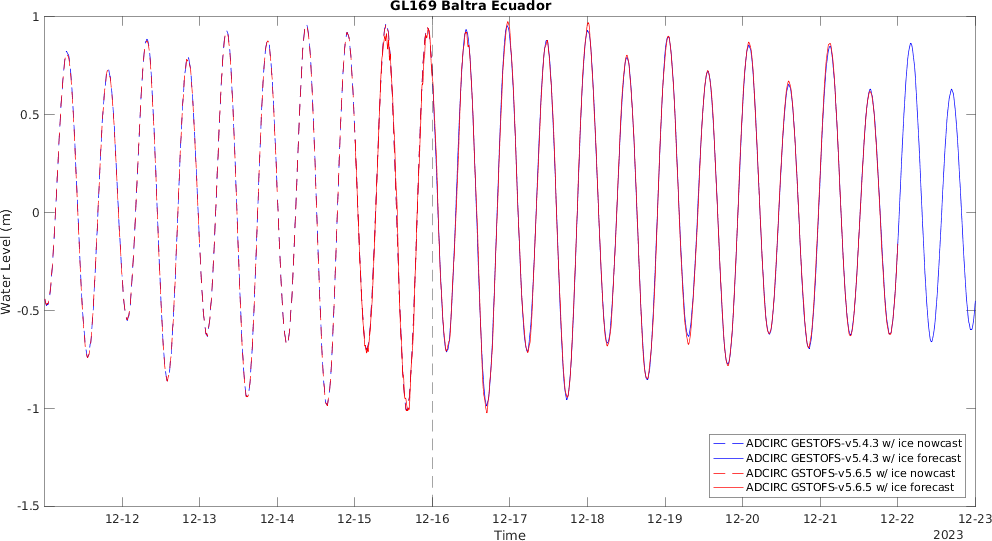 GL169 Baltra Ecuador
1
0.5
0
-0.5
-1
-1.5
Water Level (m)
ADCIRC GESTOFS-v5.4.3 w/ ice nowcast
ADCIRC GESTOFS-v5.4.3 w/ ice forecast
ADCIRC GSTOFS-v5.6.5 w/ ice nowcast
ADCIRC GSTOFS-v5.6.5 w/ ice forecast
12-12 12-13 12-14 12-15 12-16 12-17 12-18 12-19 12-20 12-21 12-22 12-23
Time
2023